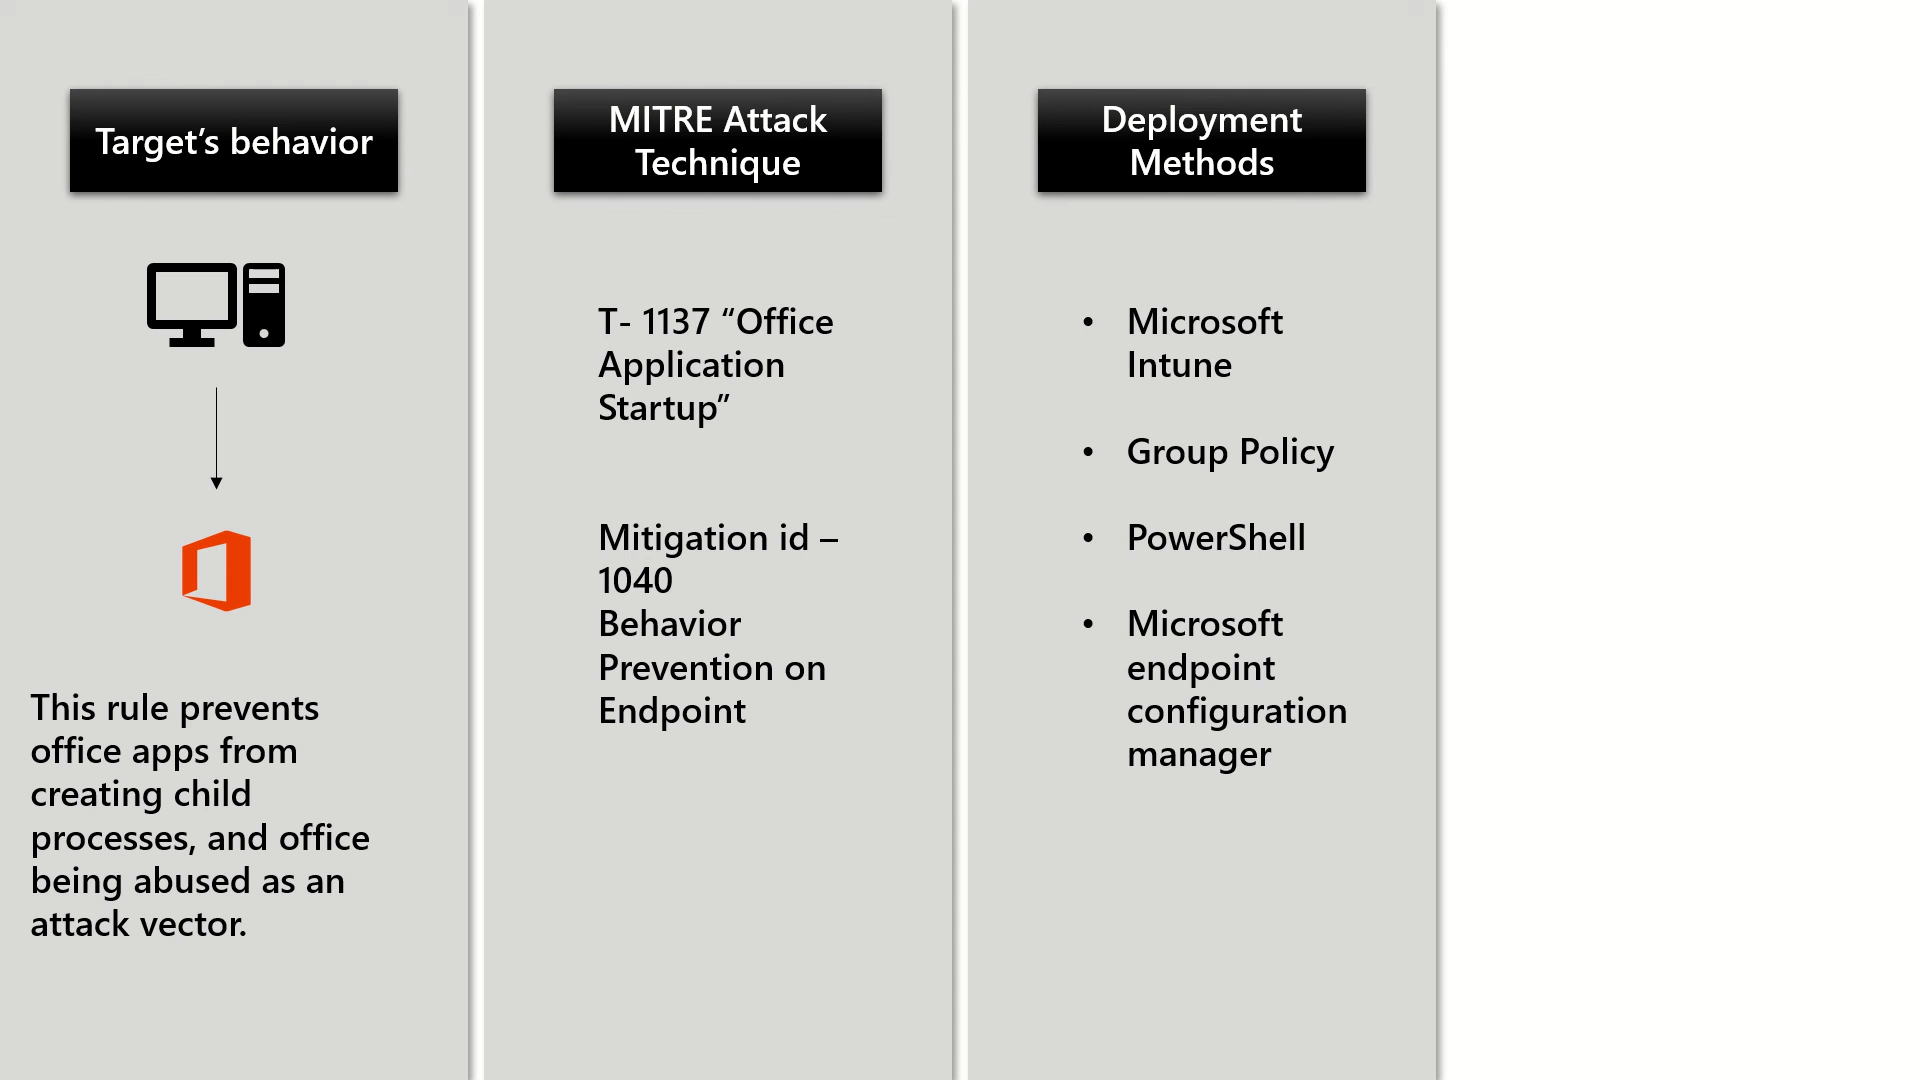 Target’s behavior
This rule prevents
office apps from
creating child
processes, and office
being abused as an
attack vector.
MITRE Attack
Technique
T- 1137 “Office
Application
Startup”
Mitigation id –
1040
Behavior
Prevention on
Endpoint
Deployment
Methods
• Microsoft
Intune
• Group Policy
• PowerShell
• Microsoft
endpoint
configuration
manager